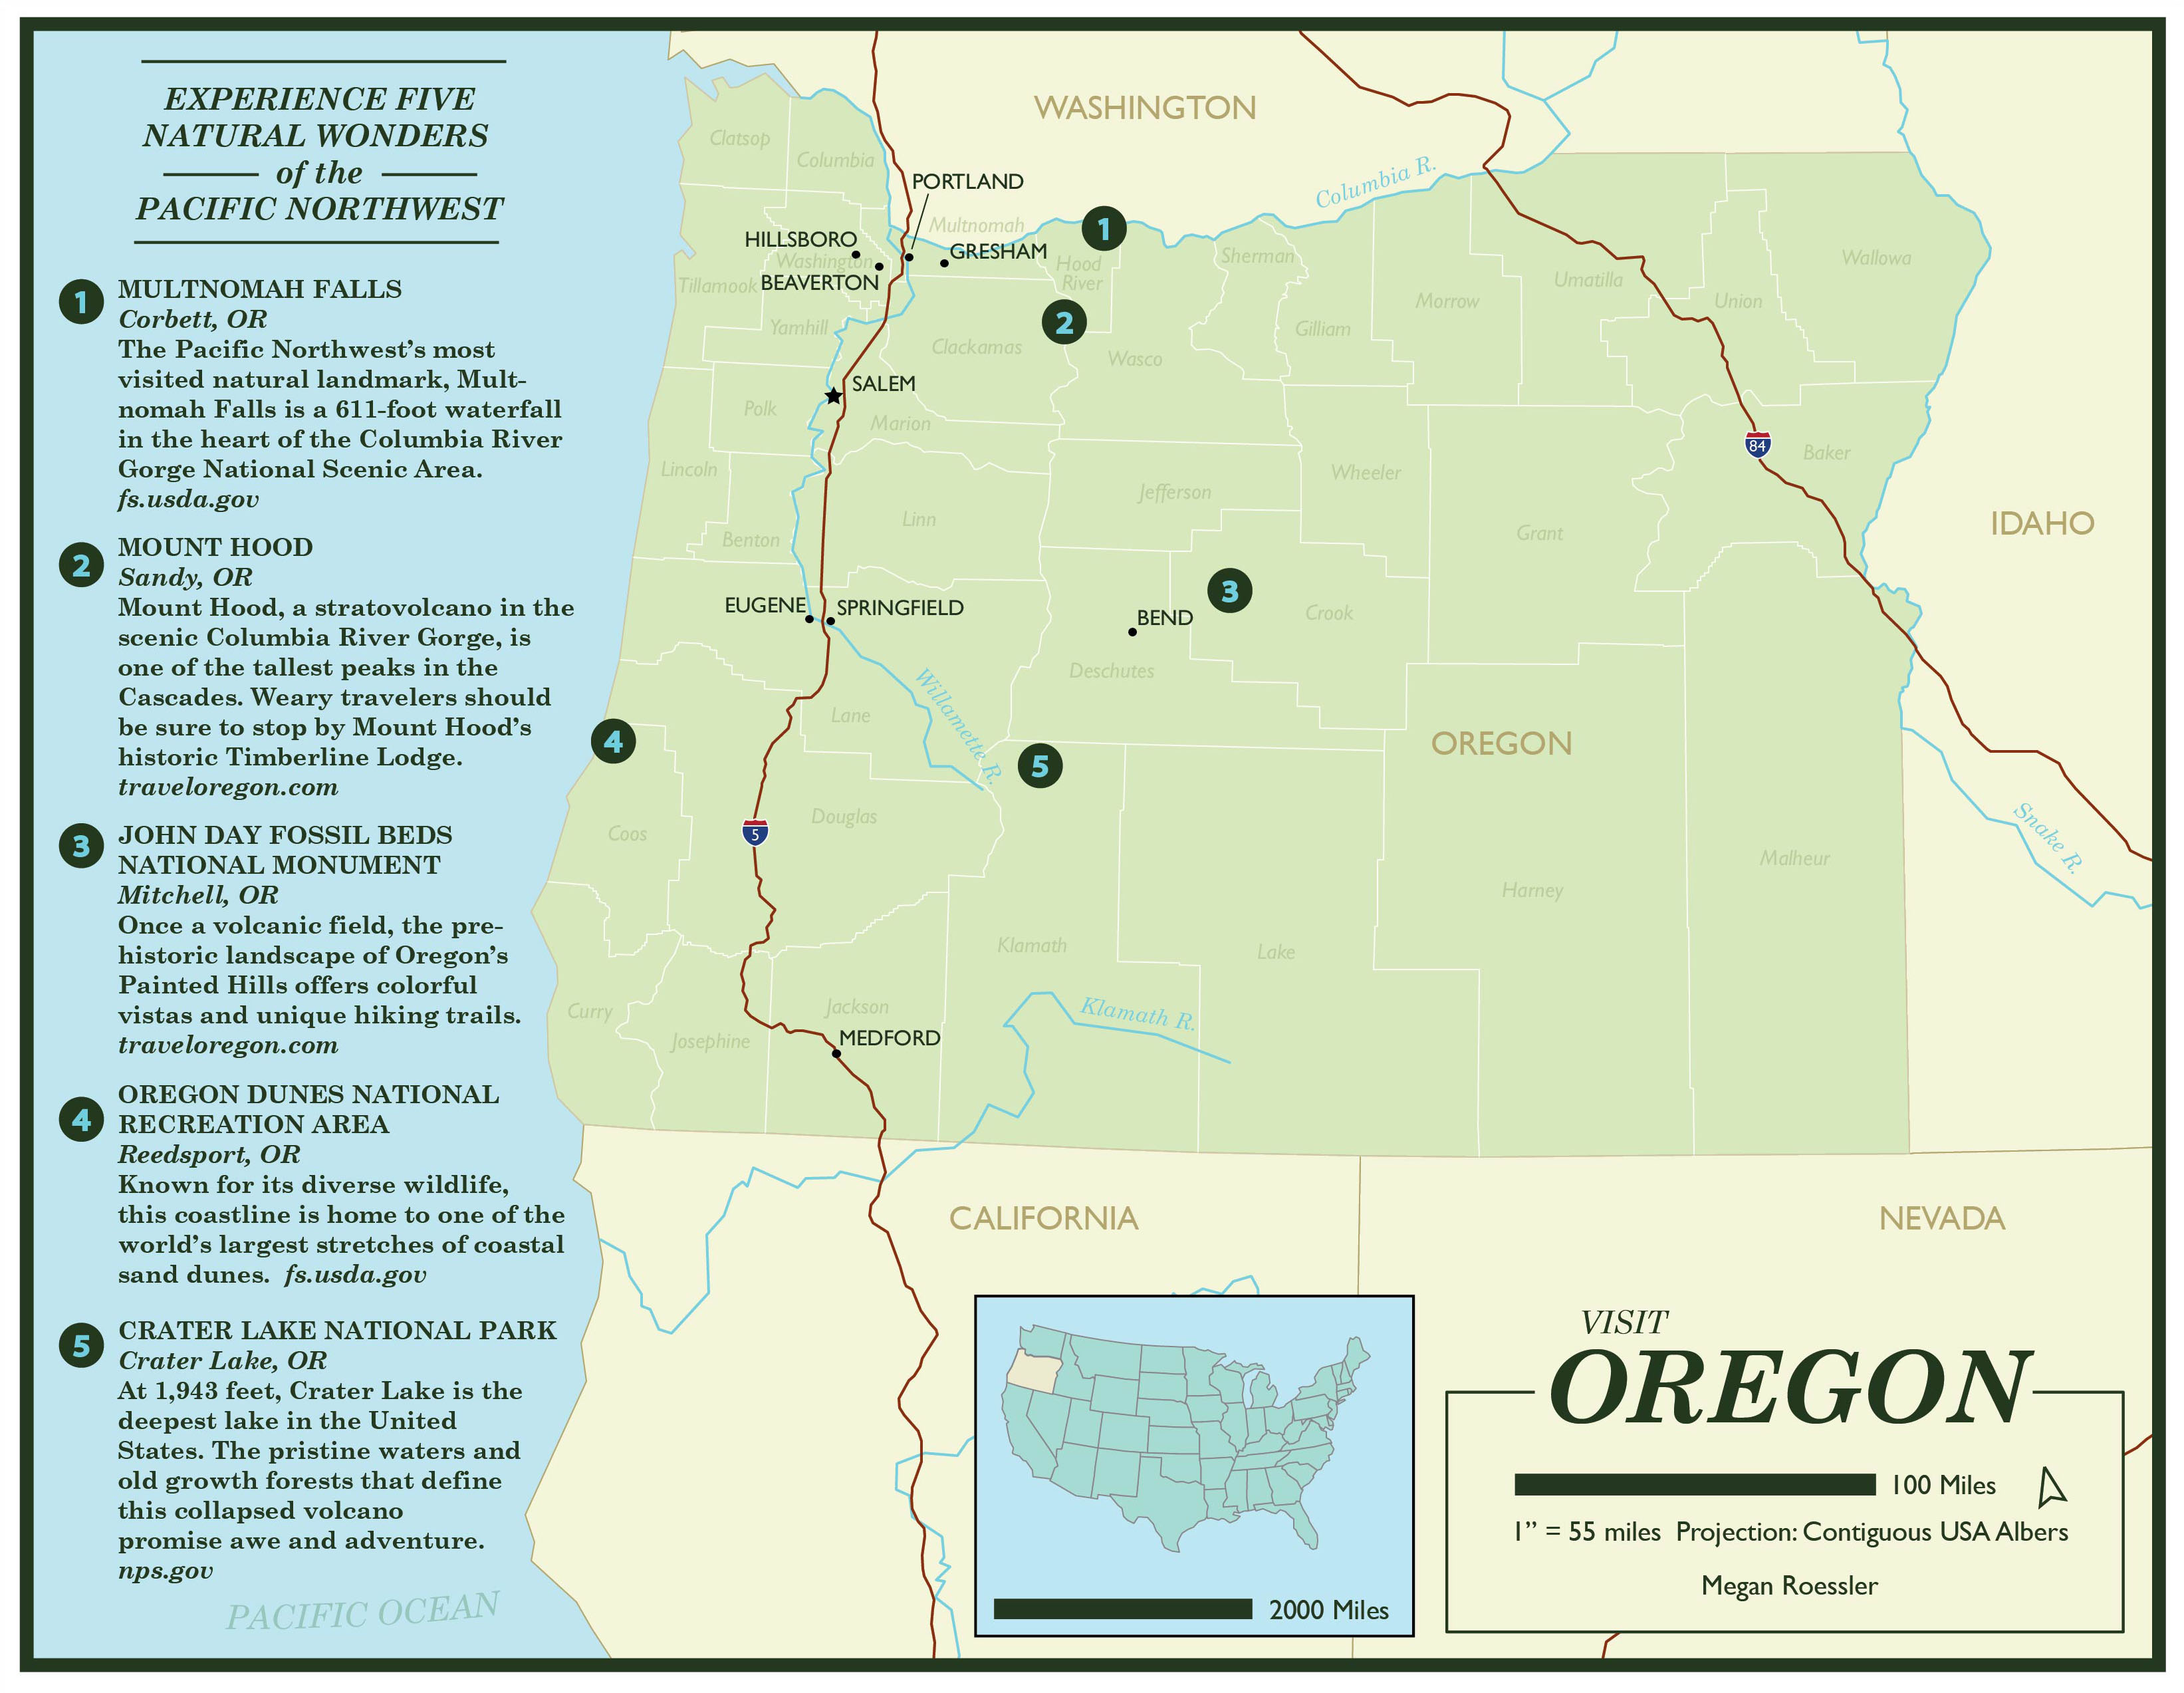 EXPERIENCE FIVE
NATURAL WONDERS
of the
PACIFIC NORTHWEST
1
MULTNOMAH FALLS
Corbett, OR
The Pacific Northwest’s most
visited natural landmark, Mult-
nomah Falls is a 611-foot waterfall
in the heart of the Columbia River
Gorge National Scenic Area.
fs.usda.gov
2
MOUNT HOOD
Sandy, OR
Mount Hood, a stratovolcano in the
scenic Columbia River Gorge, is
one of the tallest peaks in the
Cascades. Weary travelers should
be sure to stop by Mount Hood’s
historic Timberline Lodge.
traveloregon.com
3
JOHN DAY FOSSIL BEDS
NATIONAL MONUMENT
Mitchell, OR
Once a volcanic field, the pre-
historic landscape of Oregon’s
Painted Hills offers colorful
vistas and unique hiking trails.
traveloregon.com
4
OREGON DUNES NATIONAL
RECREATION AREA
Reedsport, OR
Known for its diverse wildlife,
this coastline is home to one of the
world’s largest stretches of coastal
sand dunes. fs.usda.gov
5
CRATER LAKE NATIONAL PARK
Crater Lake, OR
At 1,943 feet, Crater Lake is the
deepest lake in the United
States. The pristine waters and
old growth forests that define
this collapsed volcano
promise awe and adventure.
nps.gov
PACIFIC OCEAN
WASHINGTON
Clatsop
Columbia
Columbia R.
PORTLAND
Multnomah
1
HILLSBORO
GRESHAM
Washington
BEAVERTON
Tillamook
Hood
River
Sherman
Wallowa
Umatilla
Union
Morrow
Gilliam
Yamhill
2
Clackamas
Wasco
SALEM
Polk
Marion
84
Baker
Lincoln
Wheeler
Jefferson
Linn
IDAHO
Benton
Grant
3
EUGENE
SPRINGFIELD
BEND
Crook
Deschutes
Willamette R.
Lane
4
OREGON
5
Douglas
Coos
5
Snake R.
Malheur
Harney
Klamath
Lake
Curry
Jackson
Klamath R.
Josephine
MEDFORD
CALIFORNIA
NEVADA
2000 Miles
VISIT
OREGON
100 Miles
1” = 55 miles Projection: Contiguous USA Albers
Megan Roessler